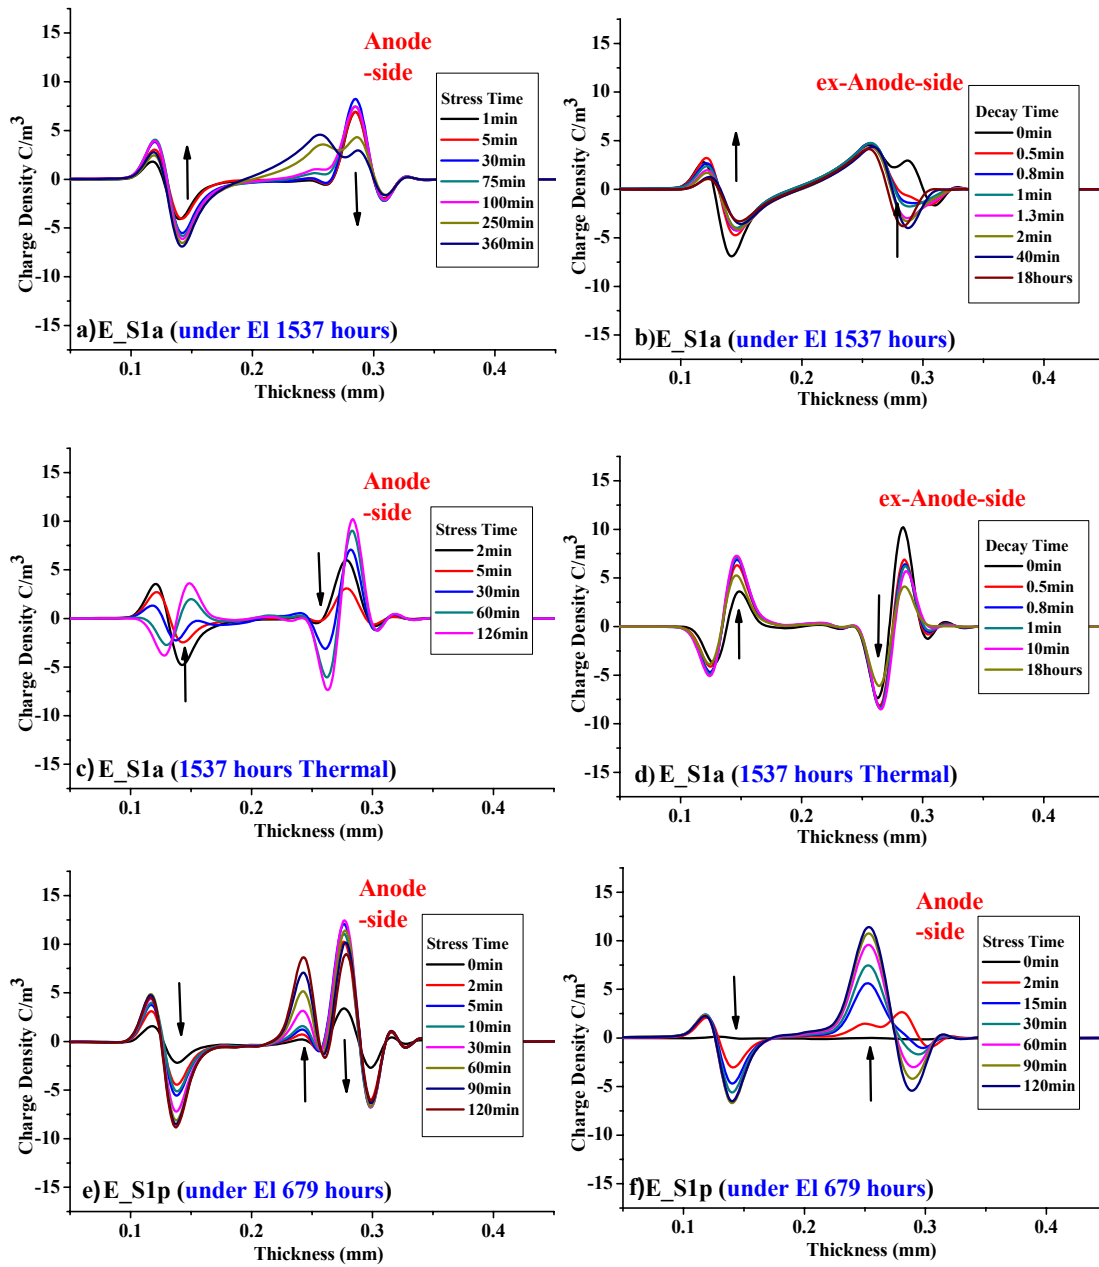 15
10
5
0
-5
-10
-15
Charge Density C/m³
Anode
-side
Stress Time
1min
5min
30min
75min
100min
250min
360min
a)E_S1a (under El 1537 hours)
0.1 0.2 0.3 0.4
Thickness (mm)
15
10
5
0
-5
-10
-15
Charge Density C/m³
ex-Anode-side
Decay Time
0min
0.5min
0.8min
1min
1.3min
2min
40min
18hours
b)E_S1a (under El 1537 hours)
0.1 0.2 0.3 0.4
Thickness (mm)
15
10
5
0
-5
-10
-15
Charge Density C/m³
Anode
-side
Stress Time
2min
5min
30min
60min
126min
c)E_S1a (1537 hours Thermal)
0.1 0.2 0.3 0.4
Thickness (mm)
15
10
5
0
-5
-10
-15
Charge Density C/m³
ex-Anode-side
Decay Time
0min
0.5min
0.8min
1min
10min
18hours
d)E_S1a (1537 hours Thermal)
0.1 0.2 0.3 0.4
Thickness (mm)
15
10
5
0
-5
-10
-15
Charge Density C/m³
Anode
-side
Stress Time
0min
2min
5min
10min
30min
60min
90min
120min
e)E_S1p (under El 679 hours)
0.1 0.2 0.3 0.4
Thickness (mm)
15
10
5
0
-5
-10
-15
Charge Density C/m³
Anode
-side
Stress Time
0min
2min
15min
30min
60min
90min
120min
f)E_S1p (under El 679 hours)
0.1 0.2 0.3 0.4
Thickness (mm)